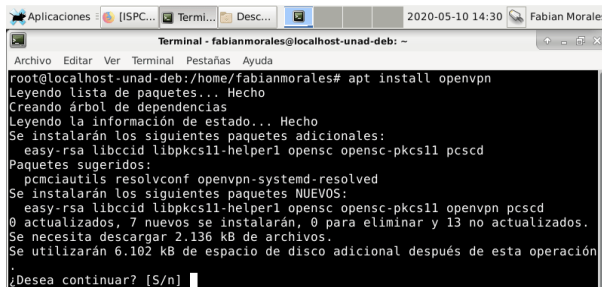 Aplicaciones [ISPC... Termi... Desc... 2020-05-10 14:30 Fabian Morales
Terminal - fabianmorales@localhost-unad-deb: ~
Archivo Editar Ver Terminal Pestañas Ayuda
root@localhost-unad-deb:/home/fabianmorales# apt install openvpn
Leyendo lista de paquetes... Hecho
Creando árbol de dependencias
Leyendo la información de estado... Hecho
Se instalarán los siguientes paquetes adicionales:
  easy-rsa libccid libpkcs11-helper1 opensc opensc-pkcs11 pcscd
Paquetes sugeridos:
  pcmciautils resolvconf openvpn-systemd-resolved
Se instalarán los siguientes paquetes NUEVOS:
  easy-rsa libccid libpkcs11-helper1 opensc opensc-pkcs11 openvpn pcscd
0 actualizados, 7 nuevos se instalarán, 0 para eliminar y 13 no actualizados.
Se necesita descargar 2.136 kB de archivos.
Se utilizarán 6.102 kB de espacio de disco adicional después de esta operación
.
¿Desea continuar? [S/n]